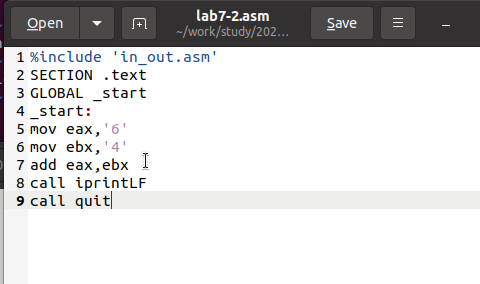 Open
lab7-2.asm
~/work/study/202...
Save
1 %include 'in_out.asm'
2 SECTION .text
3 GLOBAL _start
4 _start:
5 mov eax,'6'
6 mov ebx,'4'
7 add eax,ebx
8 call iprintLF
9 call quit